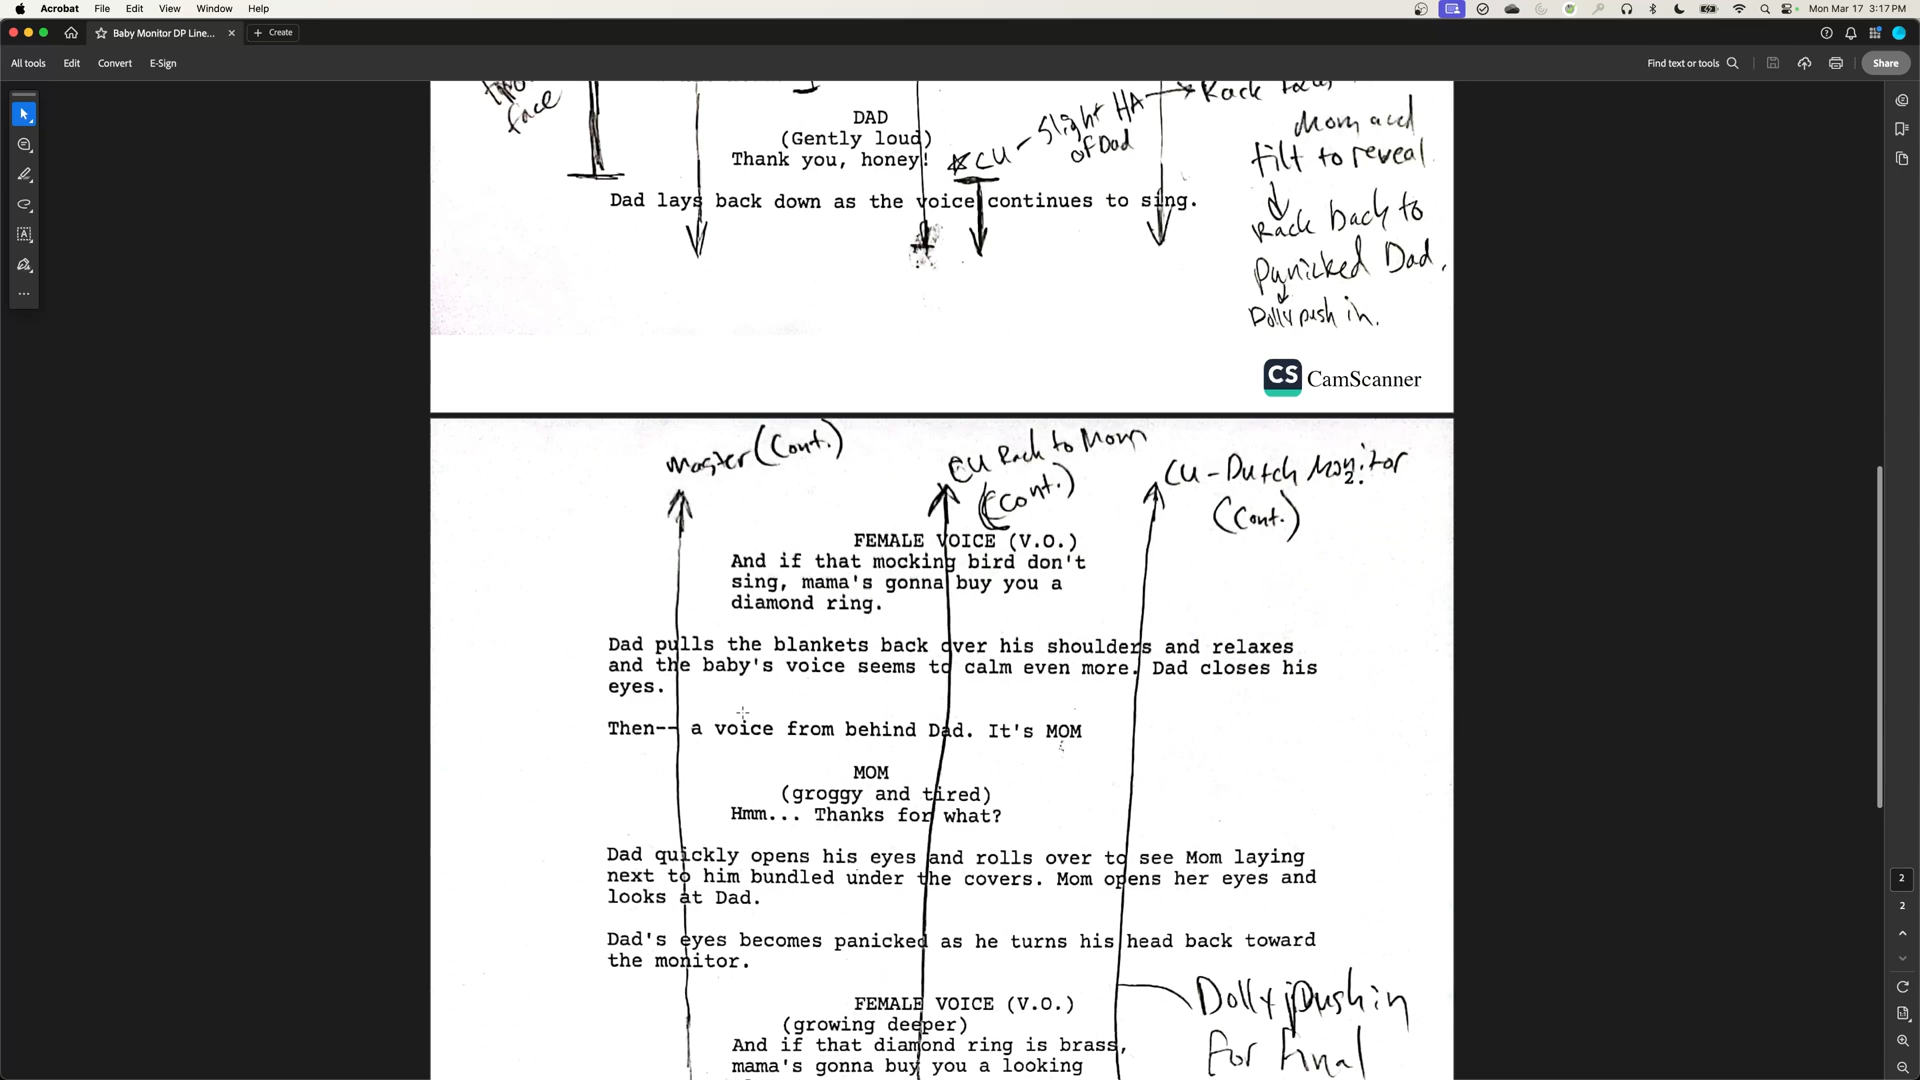 Acrobat File Edit View Window Help
Mon Mar 17 3:17 PM
Baby Monitor DP Line...
Create
All tools Edit Convert E-Sign
Find text or tools
Share
face
DAD
(Gently loud)
Thank you, honey!
CU - Slight HA
of Dad
Rack
Mom and
tilt to reveal
Rack back to
panicked Dad.
Dolly push in.
Dad lays back down as the voice continues to sing.
CS CamScanner
Master (Cont.)
CU Rack to Mom
(Cont.)
CU - Dutch Monitor
2.
(Cont.)
FEMALE VOICE (V.O.)
And if that mocking bird don't
sing, mama's gonna buy you a
diamond ring.
Dad pulls the blankets back over his shoulders and relaxes
and the baby's voice seems to calm even more. Dad closes his
eyes.
Then-- a voice from behind Dad. It's MOM
MOM
(groggy and tired)
Hmm... Thanks for what?
Dad quickly opens his eyes and rolls over to see Mom laying
next to him bundled under the covers. Mom opens her eyes and
looks at Dad.
Dad's eyes becomes panicked as he turns his head back toward
the monitor.
FEMALE VOICE (V.O.)
(growing deeper)
And if that diamond ring is brass,
mama's gonna buy you a looking
Dolly push in
for Final
2
2